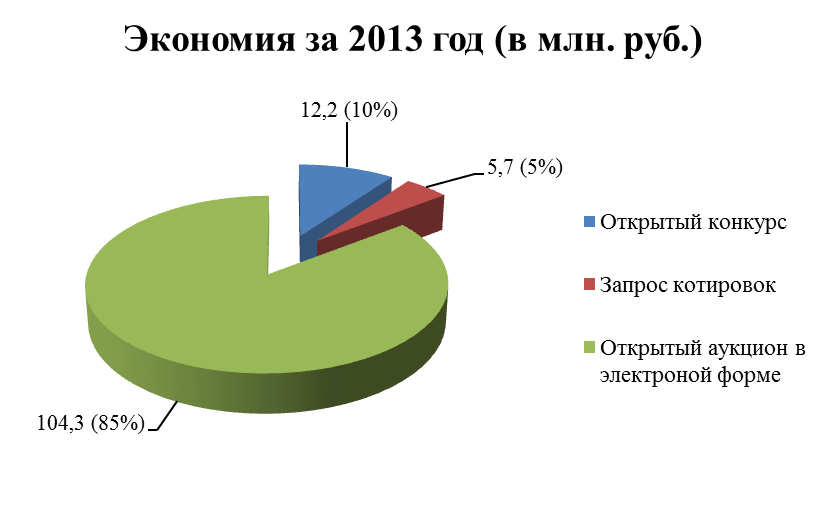 Экономия за 2013 год (в млн. руб.)
12,2 (10%)
5,7 (5%)
Открытый конкурс
Запрос котировок
Открытый аукцион в
электроной форме
104,3 (85%)